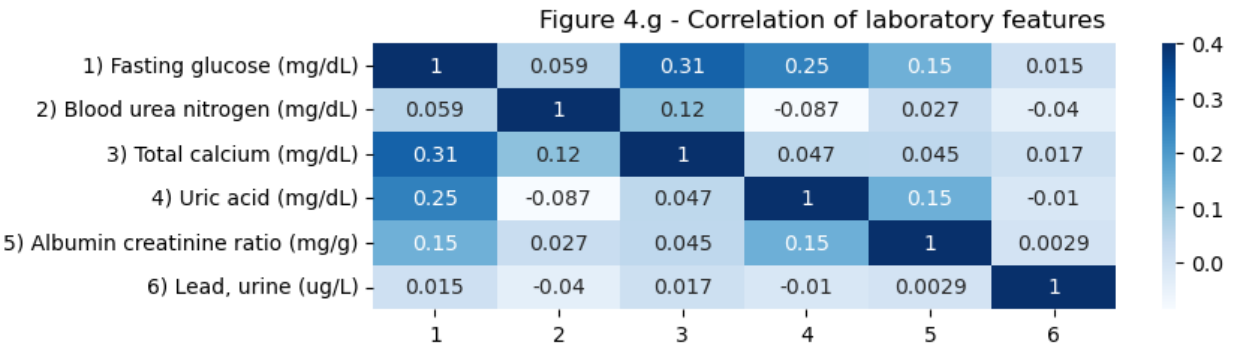 Figure 4.g - Correlation of laboratory features
1) Fasting glucose (mg/dL) 1 0.059 0.31 0.25 0.15 0.015
2) Blood urea nitrogen (mg/dL) 0.059 1 0.12 -0.087 0.027 -0.04
3) Total calcium (mg/dL) 0.31 0.12 1 0.047 0.045 0.017
4) Uric acid (mg/dL) 0.25 -0.087 0.047 1 0.15 -0.01
5) Albumin creatinine ratio (mg/g) 0.15 0.027 0.045 0.15 1 0.0029
6) Lead, urine (ug/L) 0.015 -0.04 0.017 -0.01 0.0029 1
1 2 3 4 5 6
0.4
0.3
0.2
0.1
0.0